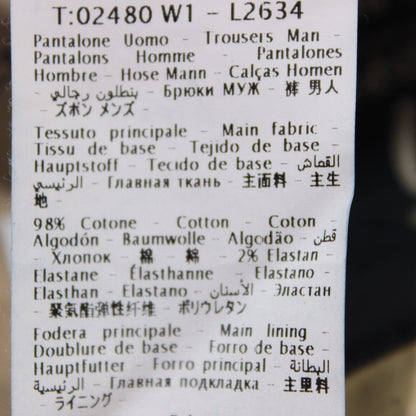 T:02480 W1 - L2634
Pantalone Uomo - Trousers Man -
Pantalons Homme - Pantalones
Hombre - Hose Mann - Calças Homen
- بنطلون رجالي - Брюки МУЖ - 裤 男人
- ズボン メンズ -
Tessuto principale - Main fabric -
Tissu de base - Tejido de base -
Hauptstoff - Tecido de base - القماش
الرئيسي - Главная ткань - 主面料 - 主生
地 -
98% Cotone - Cotton - Coton -
Algodón - Baumwolle - Algodão - قطن
- Хлопок - 棉 - 綿 - 2% Elastan -
Elastane - Élasthanne - Elastano -
Elasthan - Elastano - الأستان - Эластан
- 聚氨酯弹性纤维 - ポリウレタン
Fodera principale - Main lining -
Doublure de base - Forro de base -
Hauptfutter - Forro principal - البطانة
الرئيسية - Главная подкладка - 主里料
- ライニング -